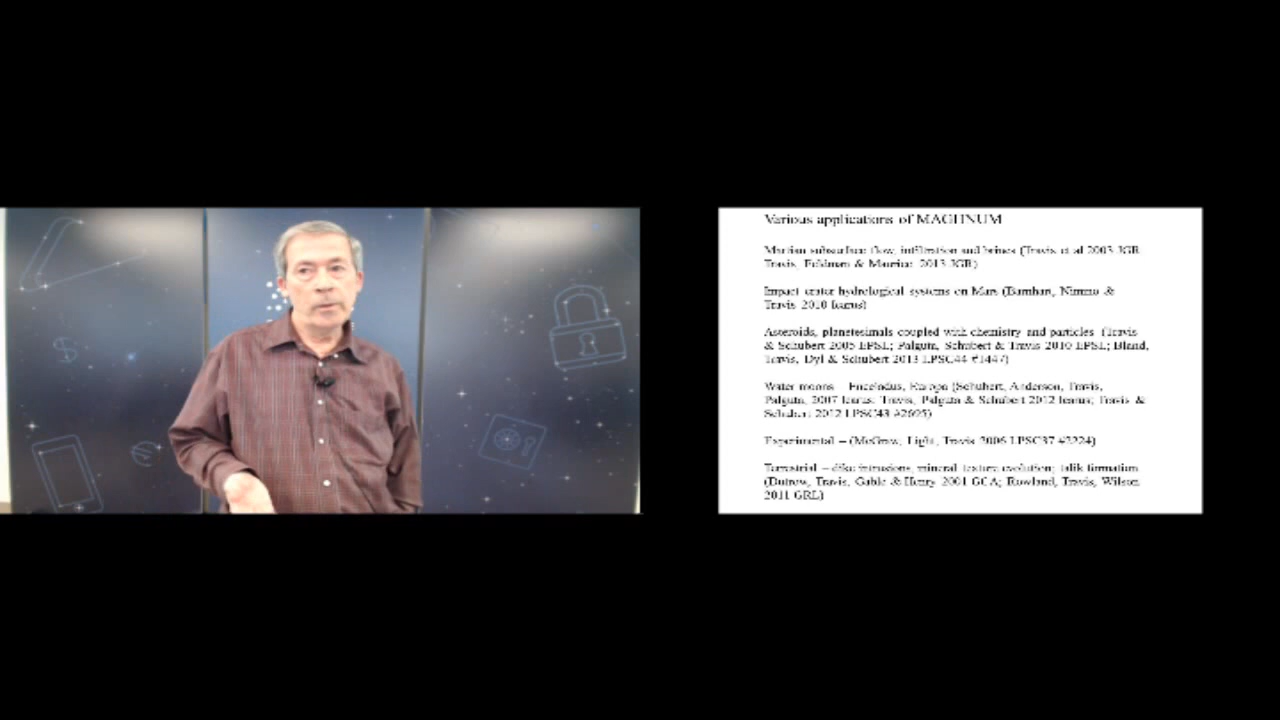 Various applications of MAGHNUM
Martian subsurface flow, infiltration and brines (Travis et al 2003 JGR
Travis, Feldman & Maurice 2013 JGR)
Impact crater hydrological systems on Mars (Barnhart, Nimmo &
Travis 2010 Icarus)
Asteroids, planetesimals coupled with chemistry and particles (Travis
& Schubert 2005 EPSL; Palguta, Schubert & Travis 2010 EPSL; Bland,
Travis, Dyl & Schubert 2013 LPSC44 #1447)
Water moons – Enceladus, Europa (Schubert, Anderson, Travis,
Palguta, 2007 Icarus; Travis, Palguta & Schubert 2012 Icarus; Travis &
Schubert 2012 LPSC43 #2695)
Experimental – (McGraw, Light, Travis 2006 LPSC37 #2224)
Terrestrial – dike intrusions, mineral texture evolution; talik formation
(Dutrow, Travis, Gable & Henry 2001 GCA; Rowland, Travis, Wilson
2011 GRL)
$